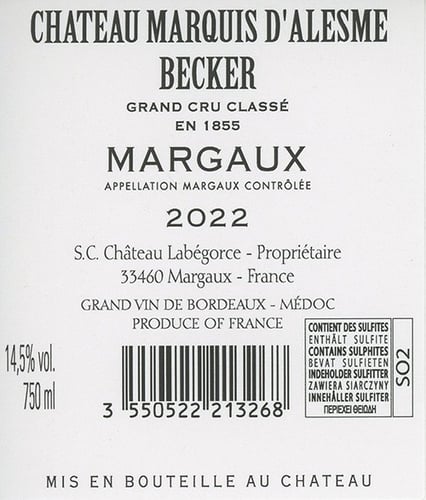 CHATEAU MARQUIS D'ALESME
BECKER
GRAND CRU CLASSÉ
EN 1855
MARGAUX
APPELLATION MARGAUX CONTRÔLÉE
2022
S.C. Château Labégorce - Propriétaire
33460 Margaux - France
GRAND VIN DE BORDEAUX - MÉDOC
PRODUCE OF FRANCE
14,5% vol.
750 ml
3 550522 213268
CONTIENT DES SULFITES
ENTHÄLT SULFITE
CONTAINS SULPHITES
BEVAT SULFIETEN
INDEHOLDER SULFITTER
ZAWIERA SIARCZYNY
INNEHÅLLER SULFITER
ΠΕΡΙΕΧΕΙ ΘΕΙΩΔΗ
SO2
MIS EN BOUTEILLE AU CHATEAU